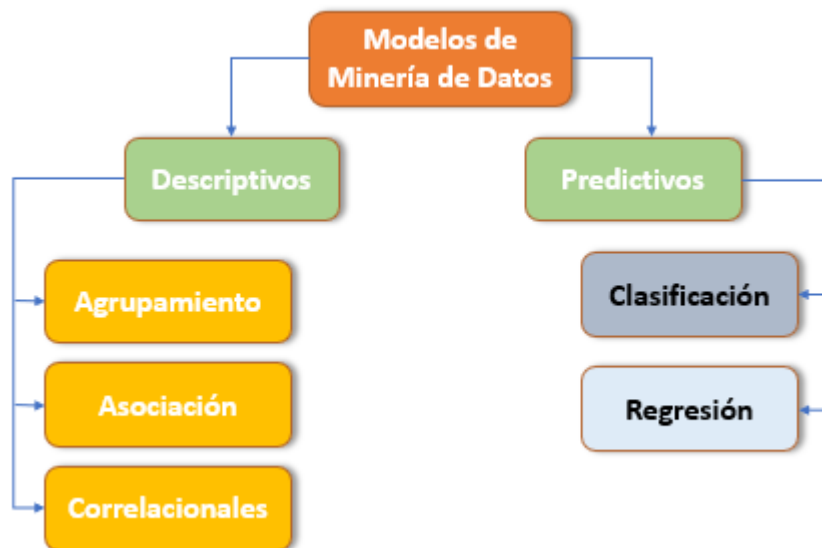 Modelos de
Minería de Datos
Descriptivos
Predictivos
Agrupamiento
Asociación
Correlacionales
Clasificación
Regresión